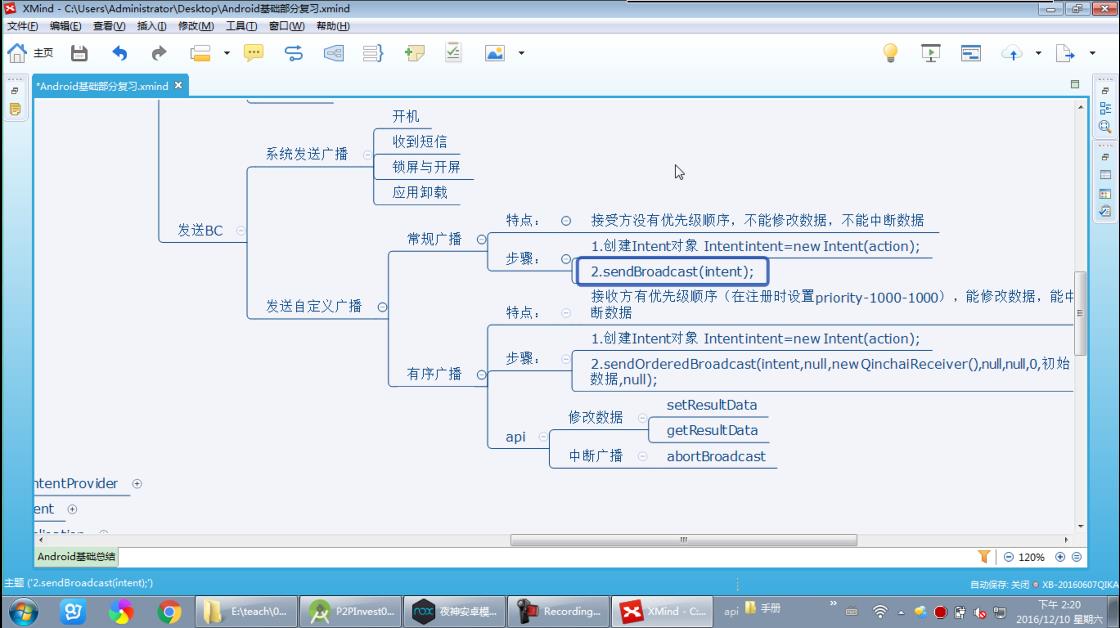 XMind - C:\Users\Administrator\Desktop\Android基础部分复习.xmind
文件(F) 编辑(E) 查看(V) 插入(I) 修改(M) 工具(T) 窗口(W) 帮助(H)
主页
*Android基础部分复习.xmind
开机
系统发送广播
收到短信
锁屏与开屏
应用卸载
发送BC
特点：
接受方没有优先级顺序，不能修改数据，不能中断数据
常规广播
步骤：
1.创建Intent对象 Intentintent=new Intent(action);
2.sendBroadcast(intent);
发送自定义广播
特点：
接收方有优先级顺序（在注册时设置priority-1000-1000），能修改数据，能中
断数据
有序广播
步骤：
1.创建Intent对象 Intentintent=new Intent(action);
2.sendOrderedBroadcast(intent,null,new QinchaiReceiver(),null,null,0,初始
数据,null);
api
修改数据
setResultData
getResultData
中断广播
abortBroadcast
ntentProvider
ent
Android基础总结
120%
主题 ('2.sendBroadcast(intent);')
自动保存: 关闭
XB-20160607QIKA
E:\teach\0...
P2PInvest0...
夜神安卓模...
Recording...
XMind - C:...
api
手册
下午 2:20
2016/12/10 星期六